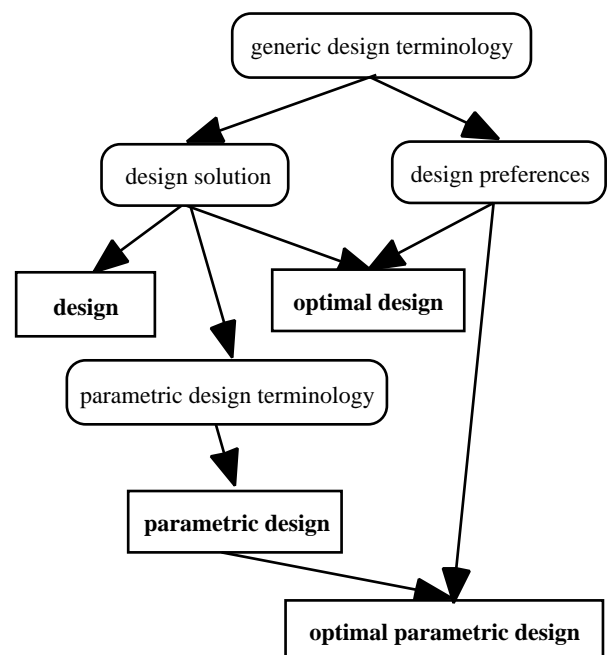 generic design terminology
design solution
design preferences
design
optimal design
parametric design terminology
parametric design
optimal parametric design